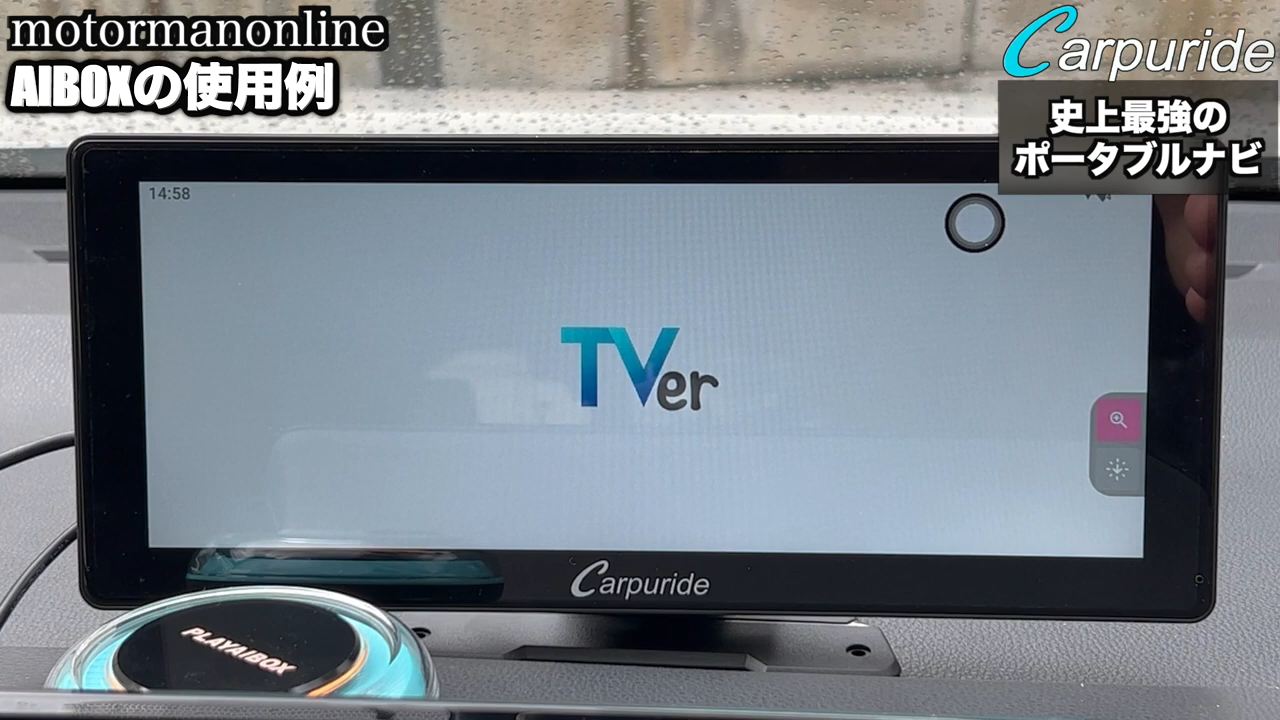 motormanonline
AIBOXの使用例
Carpuride
史上最強の
ポータブルナビ
14:58
TVer
Carpuride
PLAYAIBOX